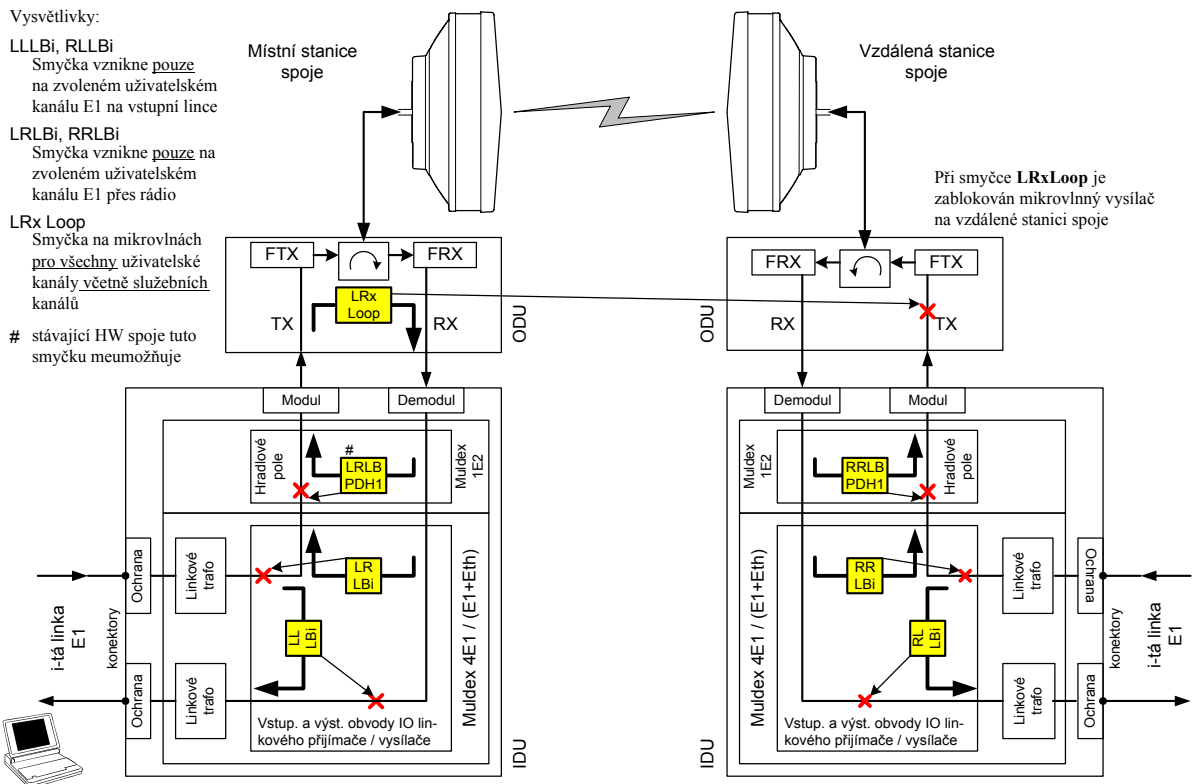 Vysvětlivky:
LLLBi, RLLBi
Smyčka vznikne pouze
na zvoleném uživatelském
kanálu E1 na vstupní lince
LRLBi, RRLBi
Smyčka vznikne pouze na
zvoleném uživatelském
kanálu E1 přes rádio
LRx Loop
Smyčka na mikrovlnách
pro všechny uživatelské
kanály včetně služebních
kanálů
# stávající HW spoje tuto
smyčku meumožňuje
Místní stanice
spoje
Vzdálená stanice
spoje
Při smyčce LRxLoop je
zablokován mikrovlnný vysílač
na vzdálené stanici spoje
FTX
FRX
LRx
Loop
TX
RX
ODU
FRX
FTX
RX
TX
ODU
Modul
Demodul
Hradlové
pole
#
LRLB
PDH1
Muldex
1E2
Ochrana
Linkové
trafo
LR
LBi
LL
LBi
Muldex 4E1 / (E1+Eth)
i-tá linka
E1
konektory
Ochrana
Linkové
trafo
Vstup. a výst. obvody IO lin-
kového přijímače / vysílače
IDU
Demodul
Modul
Muldex
1E2
RRLB
PDH1
Hradlové
pole
Muldex 4E1 / (E1+Eth)
RR
LBi
RL
LBi
Linkové
trafo
Ochrana
konektory
i-tá linka
E1
Linkové
trafo
Ochrana
Vstup. a výst. obvody IO lin-
kového přijímače / vysílače
IDU